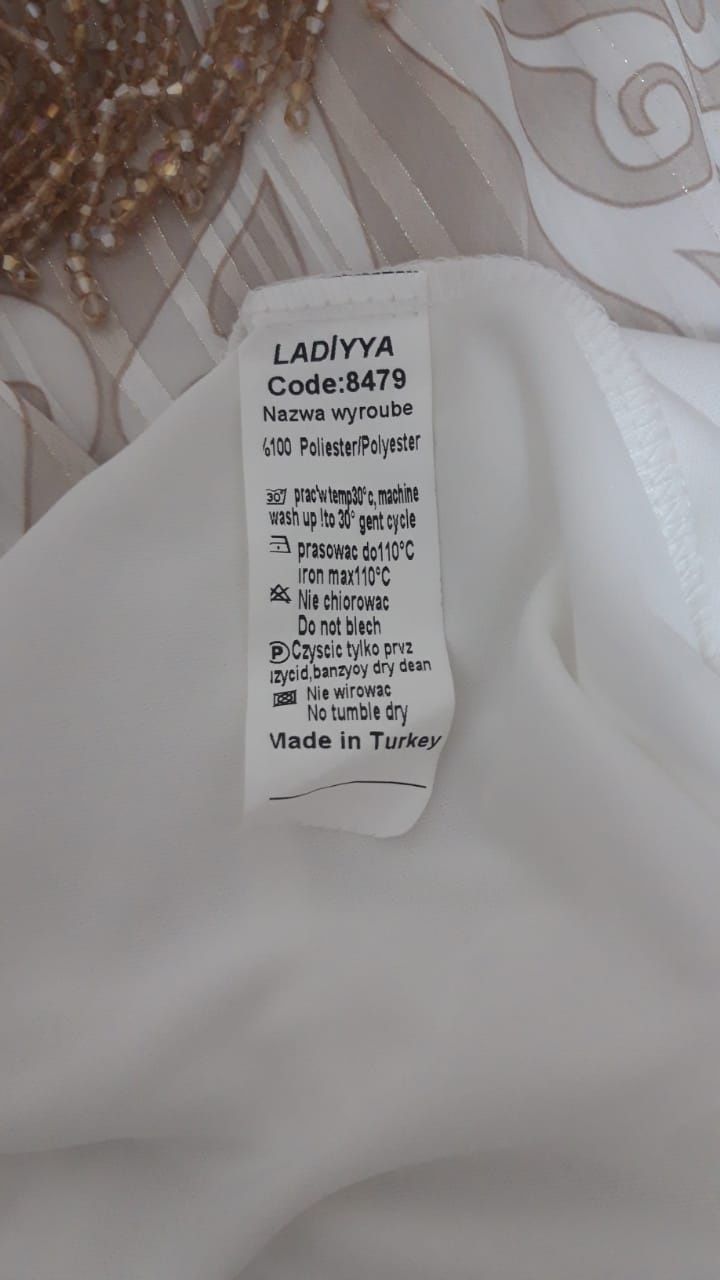 LADİYYA
Code:8479
Nazwa wyroube
%100 Poliester/Polyester
30° prac'w temp30°c, machine
wash up !to 30° gent cycle
prasowac do110°C
iron max110°C
Nie chiorowac
Do not blech
P Czyscic tylko prvz
ızycid,banzyoy dry dean
Nie wirowac
No tumble dry
Made in Turkey